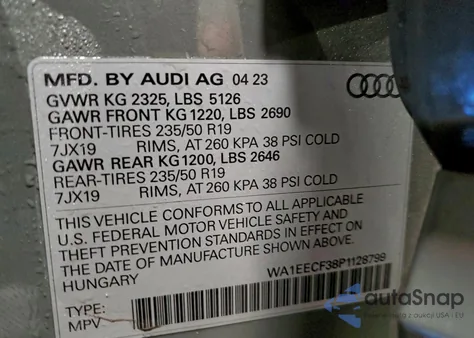 MFD. BY AUDI AG 04 23
GVWR KG 2325, LBS 5126
GAWR FRONT KG 1220, LBS 2690
FRONT-TIRES 235/50 R19
7JX19 RIMS, AT 260 KPA 38 PSI COLD
GAWR REAR KG 1200, LBS 2646
REAR-TIRES 235/50 R19
7JX19 RIMS, AT 260 KPA 38 PSI COLD
THIS VEHICLE CONFORMS TO ALL APPLICABLE
U.S. FEDERAL MOTOR VEHICLE SAFETY AND
THEFT PREVENTION STANDARDS IN EFFECT ON
THE DATE OF MANUFACTURE SHOWN ABOVE
HUNGARY
WA1EECF38P1128798
TYPE:
MPV
autoSnap